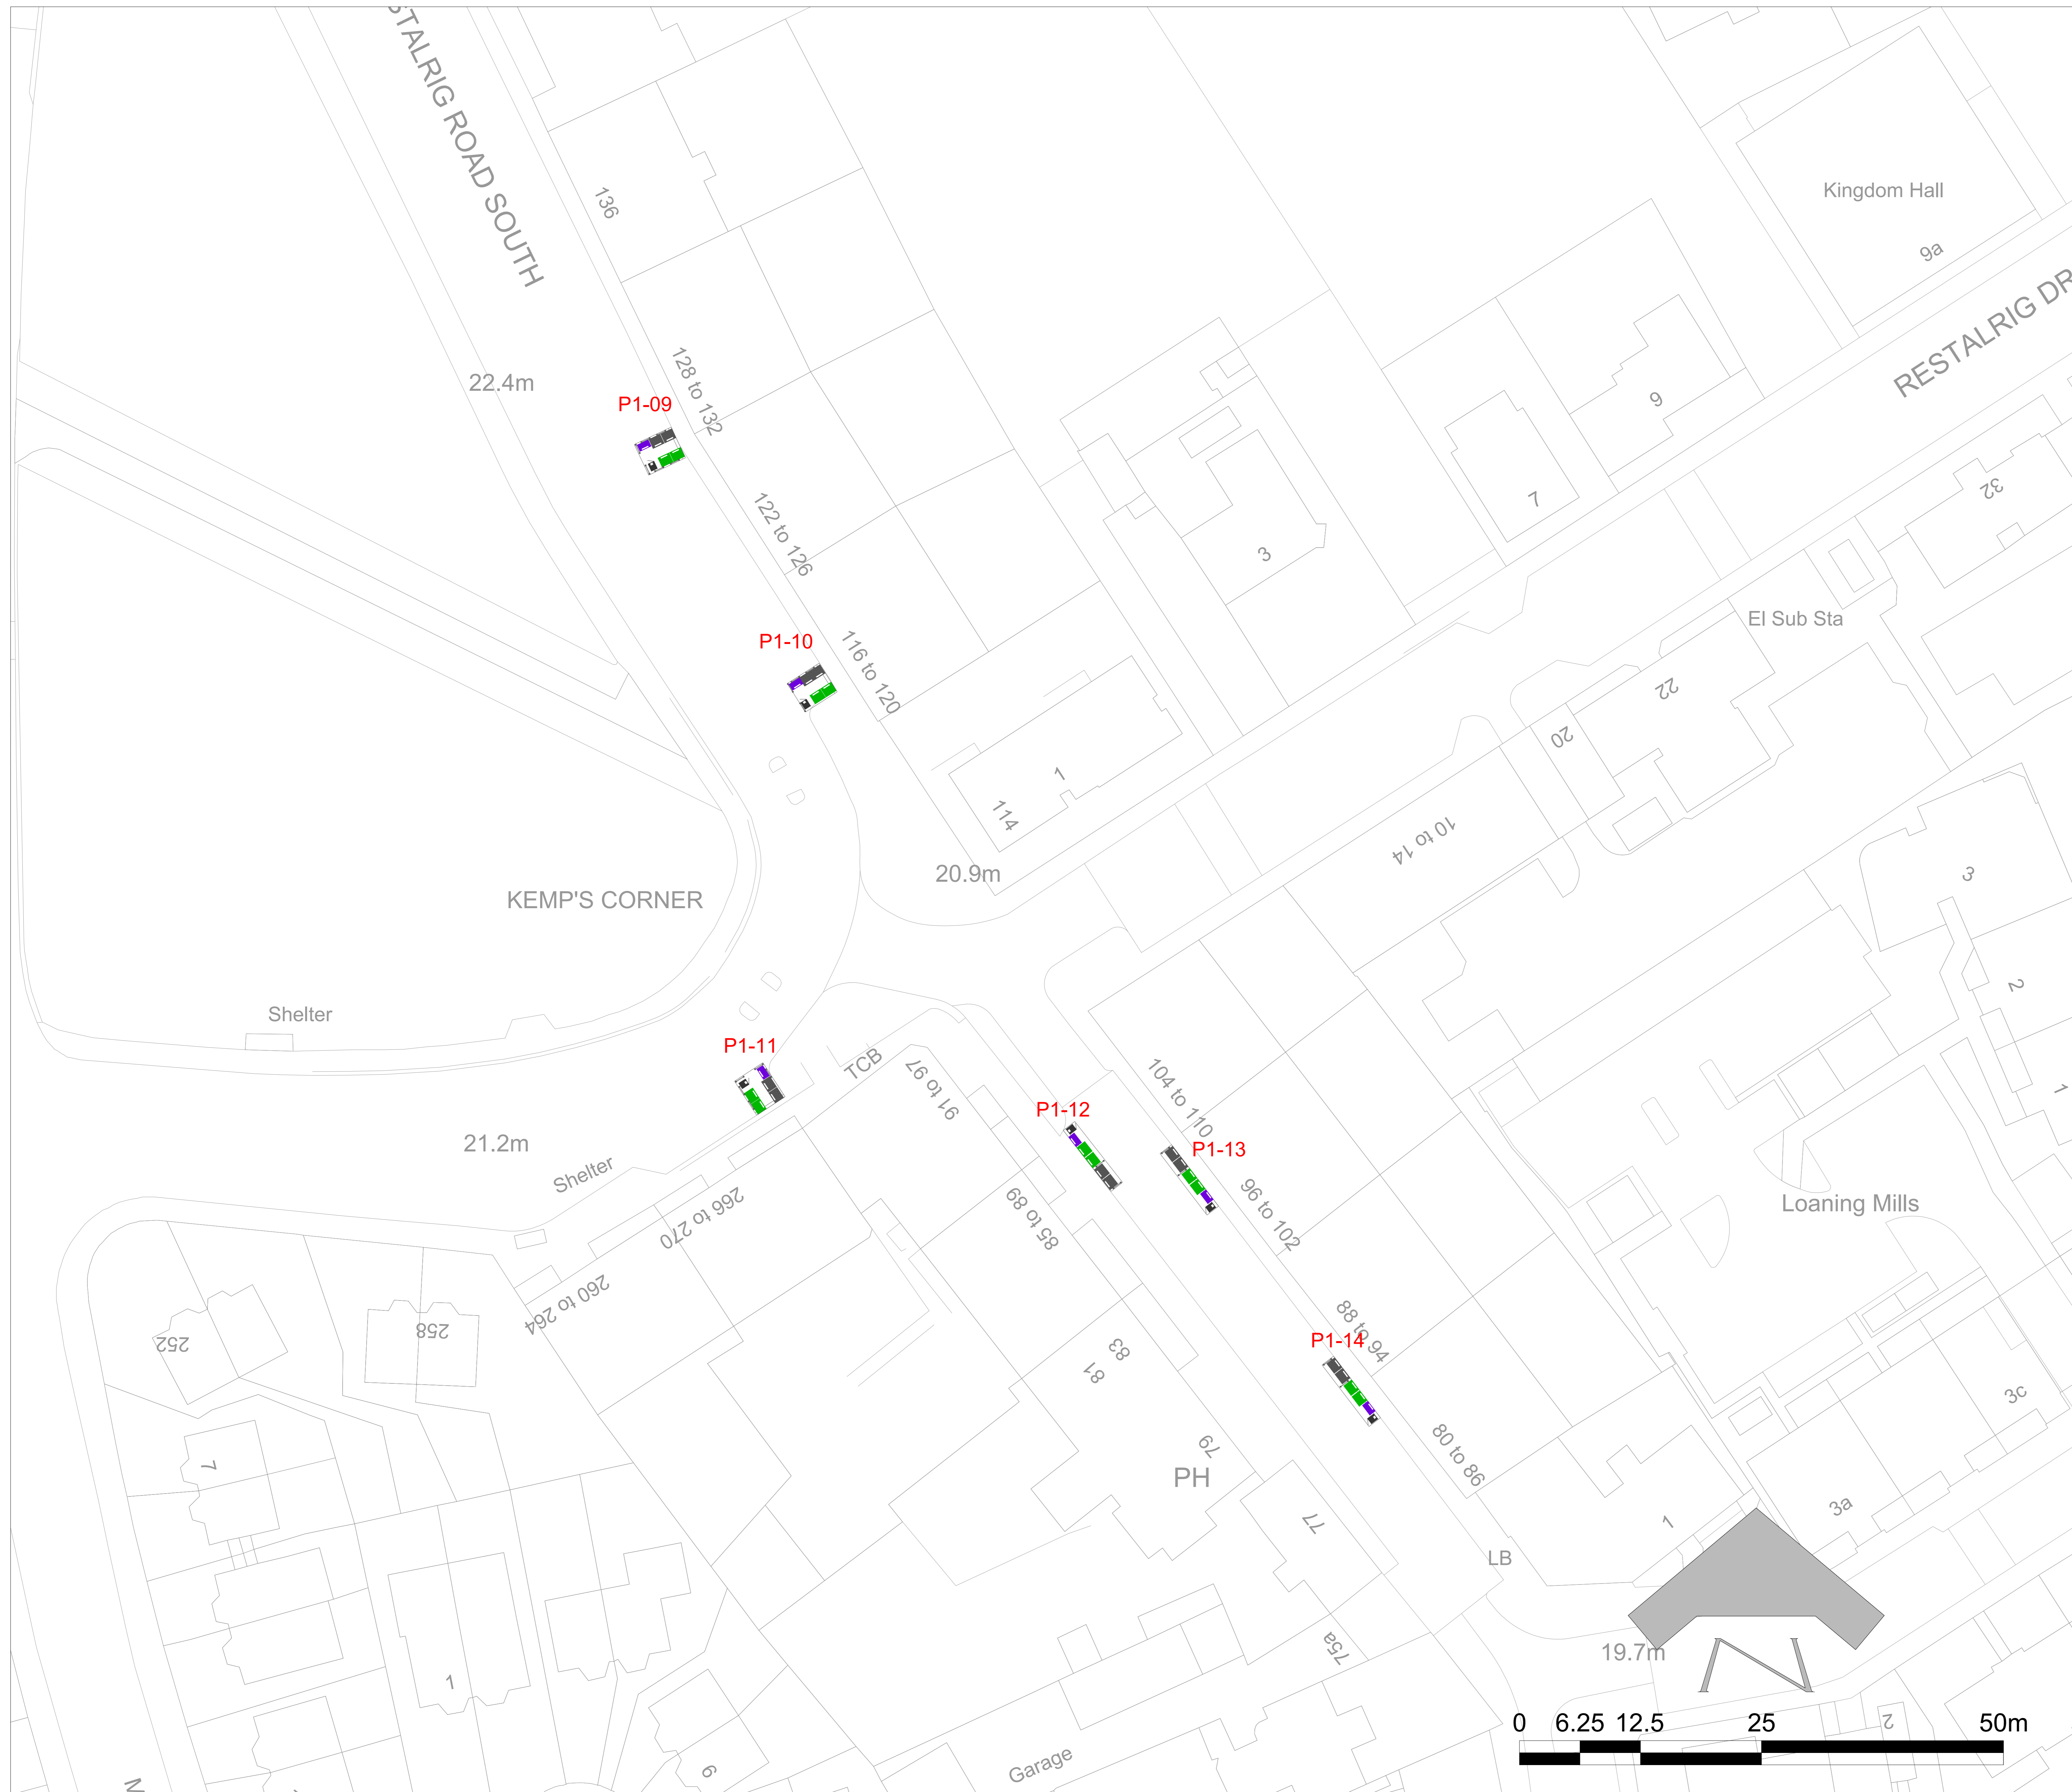 STALRIG ROAD SOUTH
136
Kingdom Hall
9a
RESTALRIG DR
22.4m
P1-09
128 to 132
9
7
32
122 to 126
3
El Sub Sta
P1-10
116 to 120
22
20
1
114
10 to 14
20.9m
3
KEMP'S CORNER
2
Shelter
P1-11
TCB
91 to 97
104 to 110
1
P1-12
21.2m
P1-13
Shelter
266 to 270
85 to 89
96 to 102
Loaning Mills
260 to 264
252
258
88 to 94
P1-14
83
81
3c
7
79
80 to 86
PH
3a
77
1
LB
75a
19.7m
1
N
0 6.25 12.5 25 50m
2
Garage
6
M